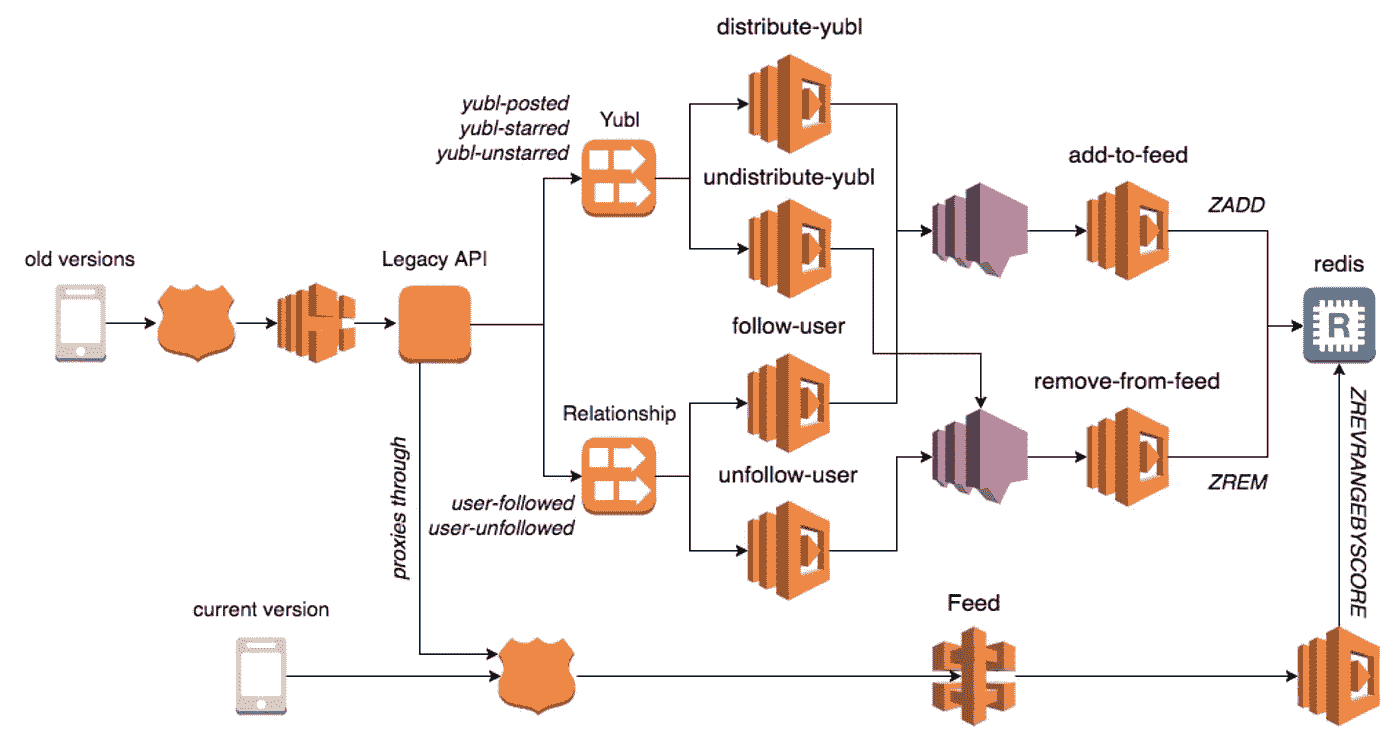 distribute-yubl
yubl-posted
yubl-starred
yubl-unstarred
Yubl
undistribute-yubl
add-to-feed
ZADD
old versions
Legacy API
redis
R
follow-user
remove-from-feed
Relationship
unfollow-user
ZREM
user-followed
user-unfollowed
proxies through
ZREVRANGEBYSCORE
current version
Feed